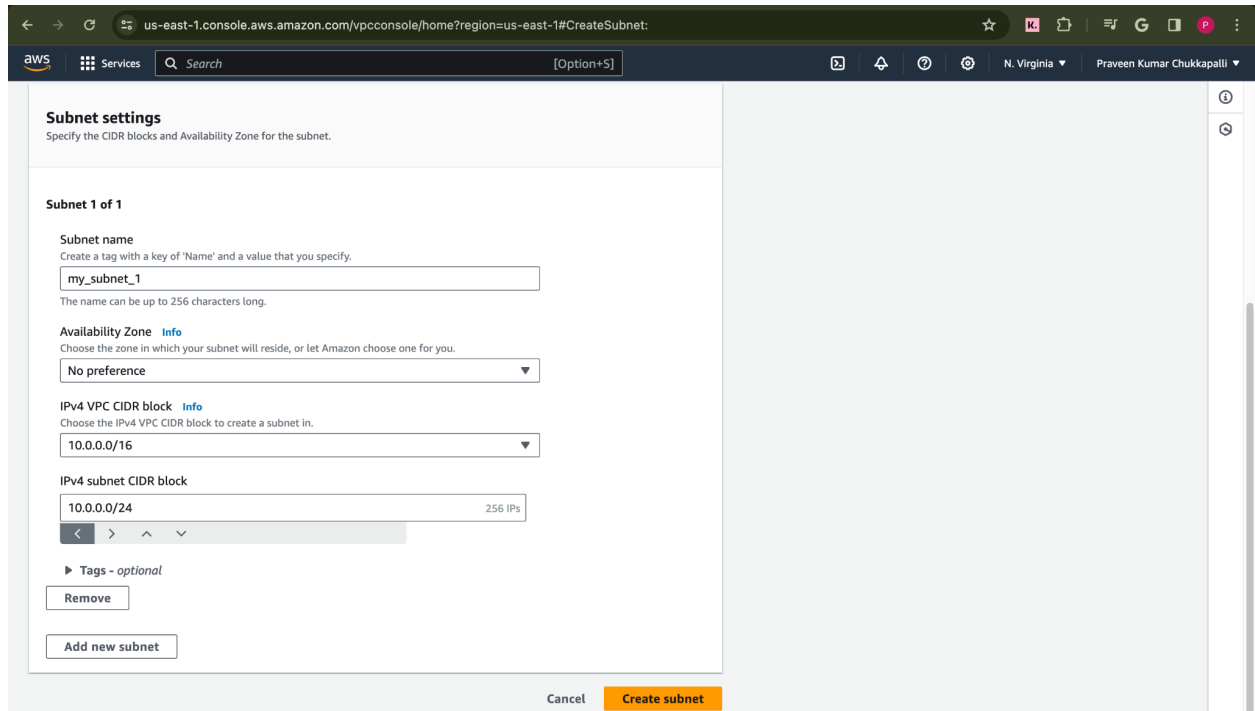 us-east-1.console.aws.amazon.com/vpcconsole/home?region=us-east-1#CreateSubnet:
K.
G
P
aws
Services
Search
[Option+S]
N. Virginia
Praveen Kumar Chukkapalli
Subnet settings
Specify the CIDR blocks and Availability Zone for the subnet.
Subnet 1 of 1
Subnet name
Create a tag with a key of 'Name' and a value that you specify.
my_subnet_1
The name can be up to 256 characters long.
Availability Zone Info
Choose the zone in which your subnet will reside, or let Amazon choose one for you.
No preference
IPv4 VPC CIDR block Info
Choose the IPv4 VPC CIDR block to create a subnet in.
10.0.0.0/16
IPv4 subnet CIDR block
10.0.0.0/24 256 IPs
Tags - optional
Remove
Add new subnet
Cancel Create subnet